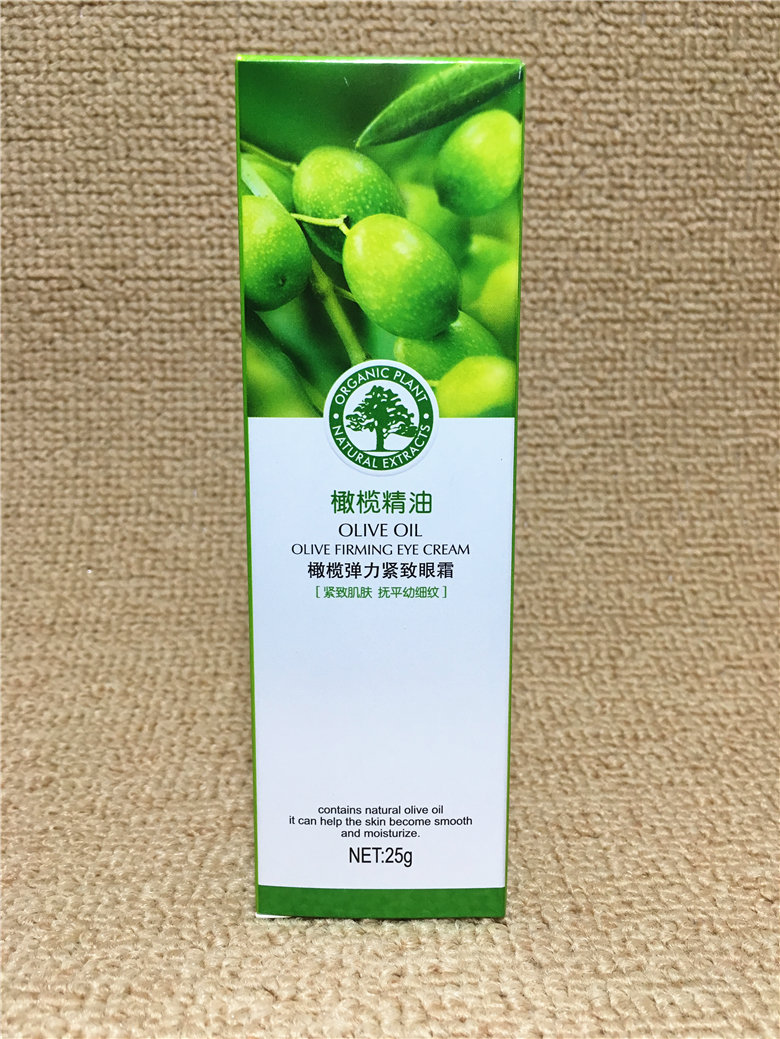 ORGANIC PLANT
NATURAL EXTRACTS
橄榄精油
OLIVE OIL
OLIVE FIRMING EYE CREAM
橄榄弹力紧致眼霜
[ 紧致肌肤 抚平幼细纹 ]
contains natural olive oil
it can help the skin become smooth
and moisturize.
NET:25g